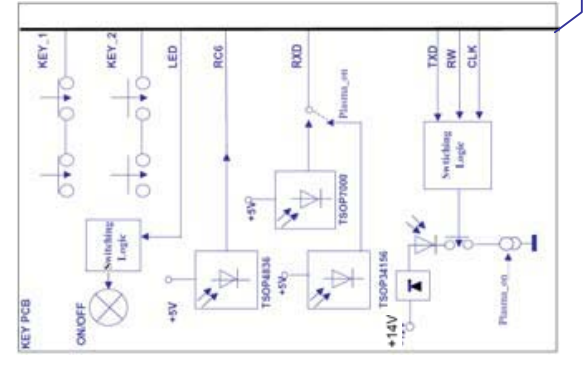 KEY_1
KEY_2
LED
RC6
RXD
TXD
RW
CLK
Plasma_on
Switching
Logic
Switching
Logic
+5V
TSOP7000
+5V
TSOP4836
+5V
TSOP34156
+14V
Plasma_on
ON/OFF
KEY PCB